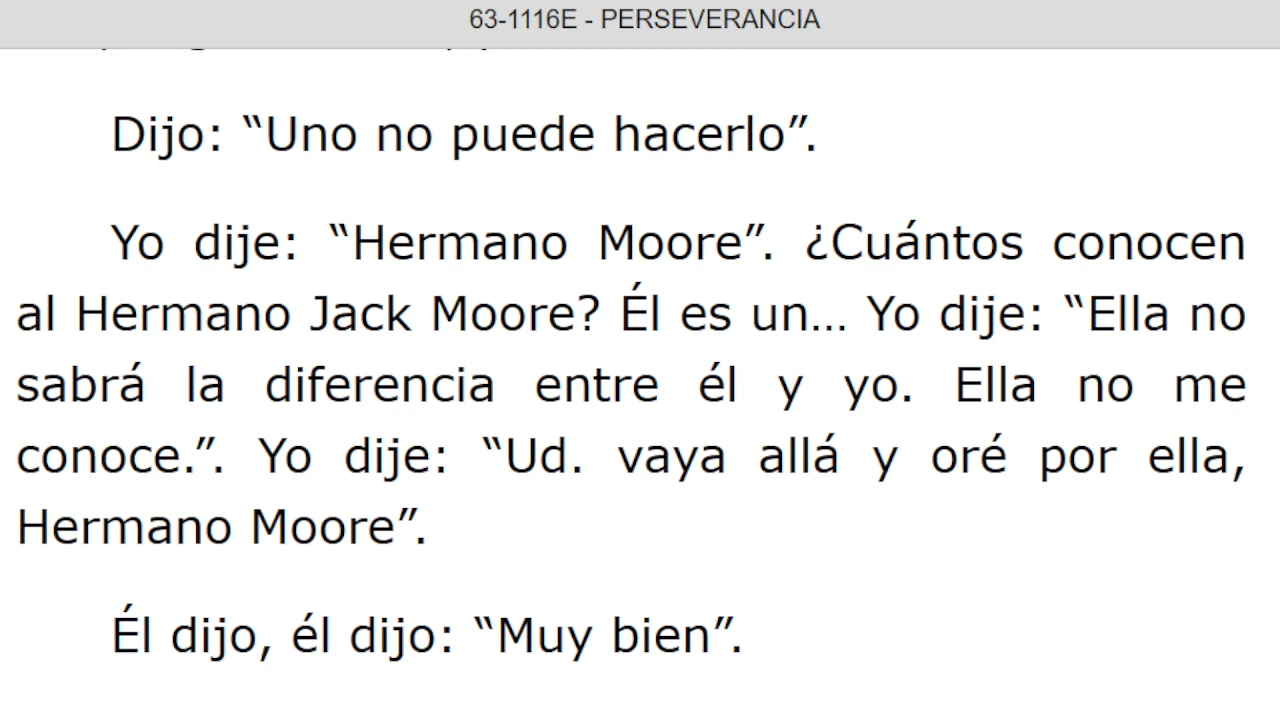 63-1116E - PERSEVERANCIA
Dijo: “Uno no puede hacerlo”.
Yo dije: “Hermano Moore”. ¿Cuántos conocen
al Hermano Jack Moore? Él es un... Yo dije: “Ella no
sabrá la diferencia entre él y yo. Ella no me
conoce.”. Yo dije: “Ud. vaya allá y oré por ella,
Hermano Moore”.
Él dijo, él dijo: “Muy bien”.